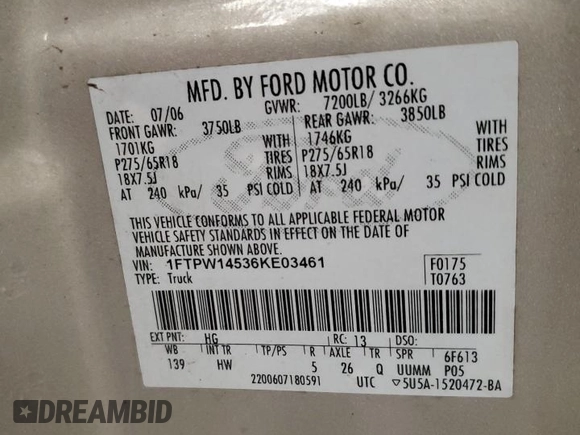 MFD. BY FORD MOTOR CO.
DATE: 07/06 GVWR: 7200LB/ 3266KG
FRONT GAWR: 3750LB REAR GAWR: 3850LB
1701KG WITH 1746KG WITH
P275/65R18 TIRES P275/65R18 TIRES
18X7.5J RIMS 18X7.5J RIMS
AT 240 kPa/ 35 PSI COLD AT 240 kPa/ 35 PSI COLD
THIS VEHICLE CONFORMS TO ALL APPLICABLE FEDERAL MOTOR
VEHICLE SAFETY STANDARDS IN EFFECT ON THE DATE OF
MANUFACTURE SHOWN ABOVE.
VIN: 1FTPW14536KE03461 F0175
TYPE: Truck T0763
EXT PNT: HG RC: 13 DSO:
WB INT TR TP/PS R AXLE TR SPR 6F613
139 HW 5 26 Q UUMM P05
2200607180591 UTC ▽5U5A-1520472-BA
Ford
DREAMBID